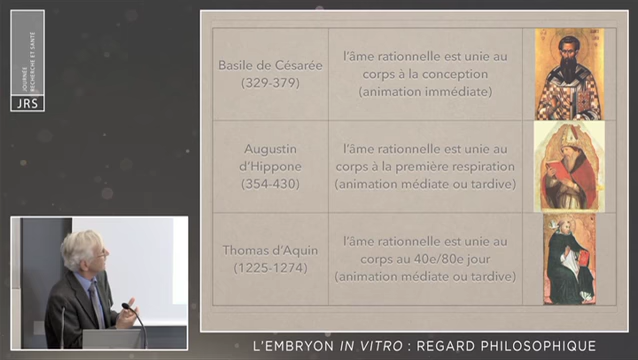 JOURNÉE
RECHERCHE ET SANTÉ
JRS
Basile de Césarée
(329-379)
l'âme rationnelle est unie au
corps à la conception
(animation immédiate)
Augustin
d'Hippone
(354-430)
l'âme rationnelle est unie au
corps à la première respiration
(animation médiate ou tardive)
Thomas d'Aquin
(1225-1274)
l'âme rationnelle est unie au
corps au 40e/80e jour
(animation médiate ou tardive)
L'EMBRYON IN VITRO : REGARD PHILOSOPHIQUE